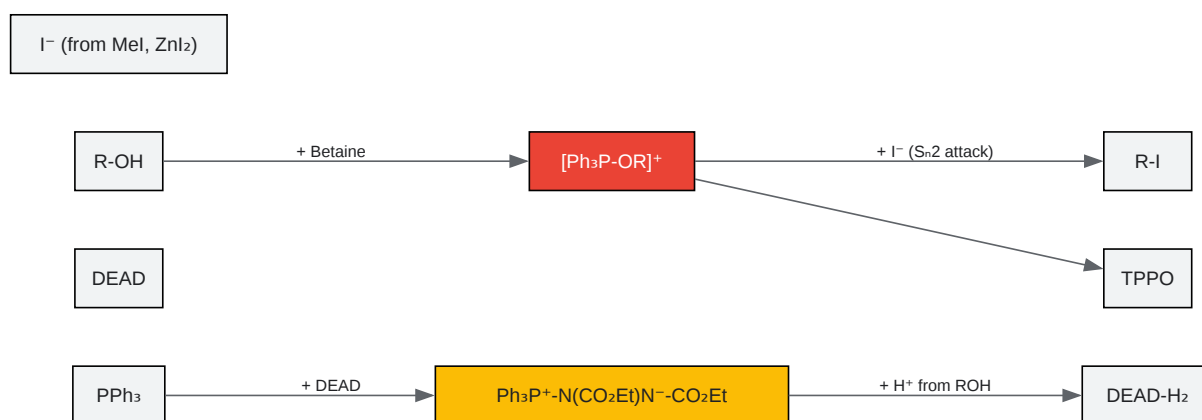 I⁻ (from MeI, ZnI₂)
R-OH
+ Betaine
[Ph₃P-OR]⁺
+ I⁻ (Sₙ2 attack)
R-I
DEAD
TPPO
PPh₃
+ DEAD
Ph₃P⁺-N(CO₂Et)N⁻-CO₂Et
+ H⁺ from ROH
DEAD-H₂